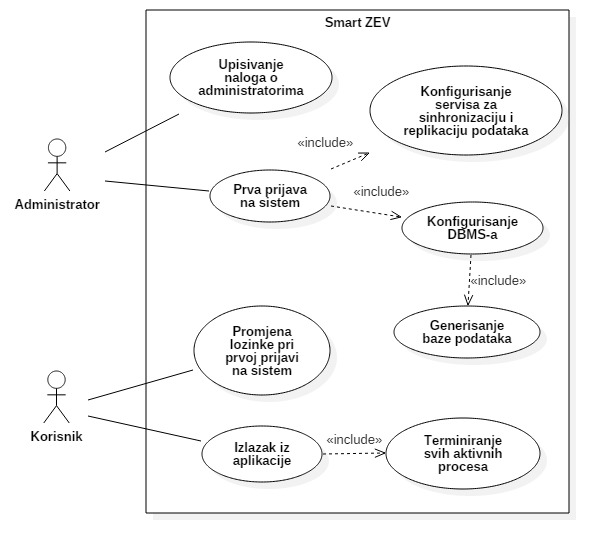 Smart ZEV
Upisivanje
naloga o
administratorima
Konfigurisanje
servisa za
sinhronizaciju i
replikaciju podataka
«include»
Administrator
Prva prijava
na sistem
«include»
Konfigurisanje
DBMS-a
«include»
Generisanje
baze podataka
Promjena
lozinke pri
prvoj prijavi
na sistem
Korisnik
Izlazak iz
aplikacije
«include»
Terminiranje
svih aktivnih
procesa